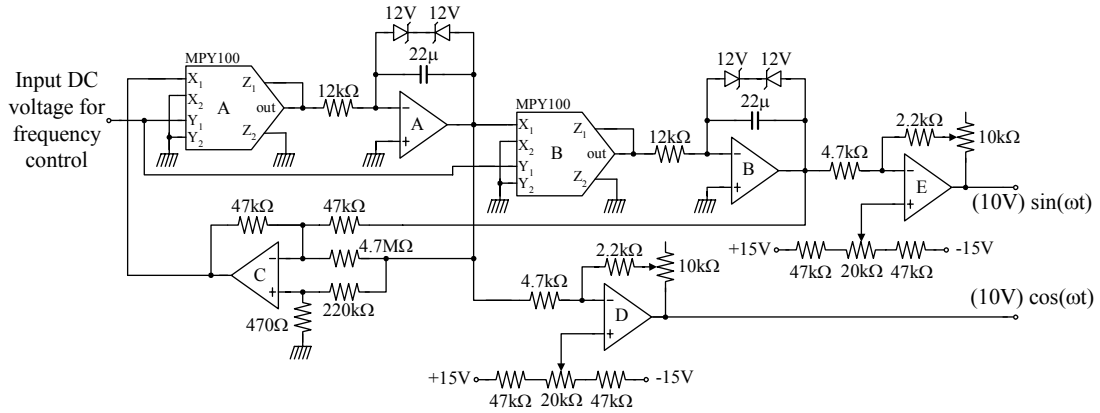 12V 12V
22μ
MPY100
Input DC
voltage for
frequency
control
X1
X2
Y1
Y2
Z1
out
Z2
A
12kΩ
−
+
A
12V 12V
22μ
MPY100
X1
X2
Y1
Y2
Z1
out
Z2
B
12kΩ
−
+
B
2.2kΩ
10kΩ
4.7kΩ
−
+
E
(10V) sin(ωt)
+15V
-15V
47kΩ
20kΩ
47kΩ
47kΩ
47kΩ
4.7MΩ
−
+
C
220kΩ
470Ω
2.2kΩ
10kΩ
4.7kΩ
−
+
D
(10V) cos(ωt)
+15V
-15V
47kΩ
20kΩ
47kΩ